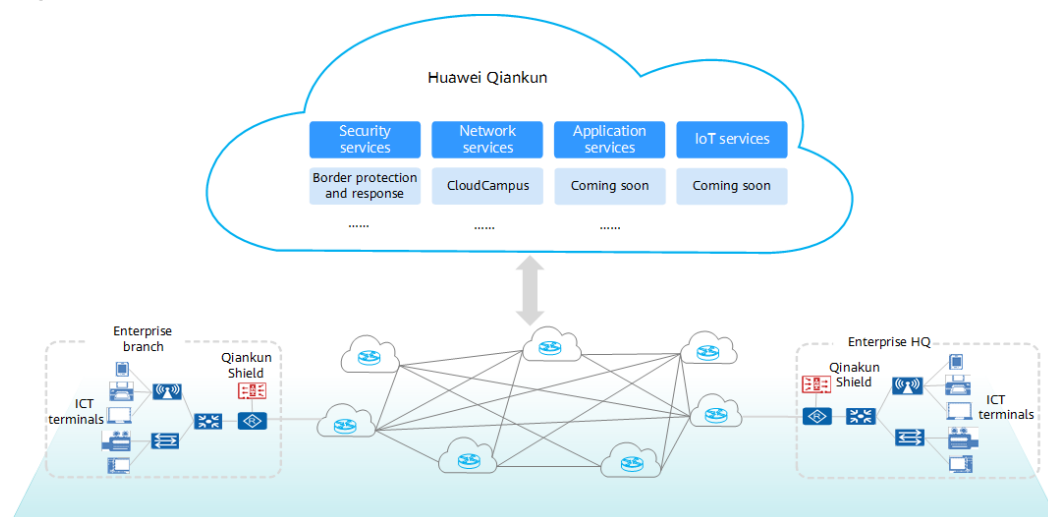 Huawei Qiankun
Security
services
Network
services
Application
services
IoT services
Border protection
and response
CloudCampus
Coming soon
Coming soon
......
......
......
Enterprise
branch
Qiankun
Shield
ICT
terminals
R
Enterprise HQ
Qinakun
Shield
ICT
terminals
R